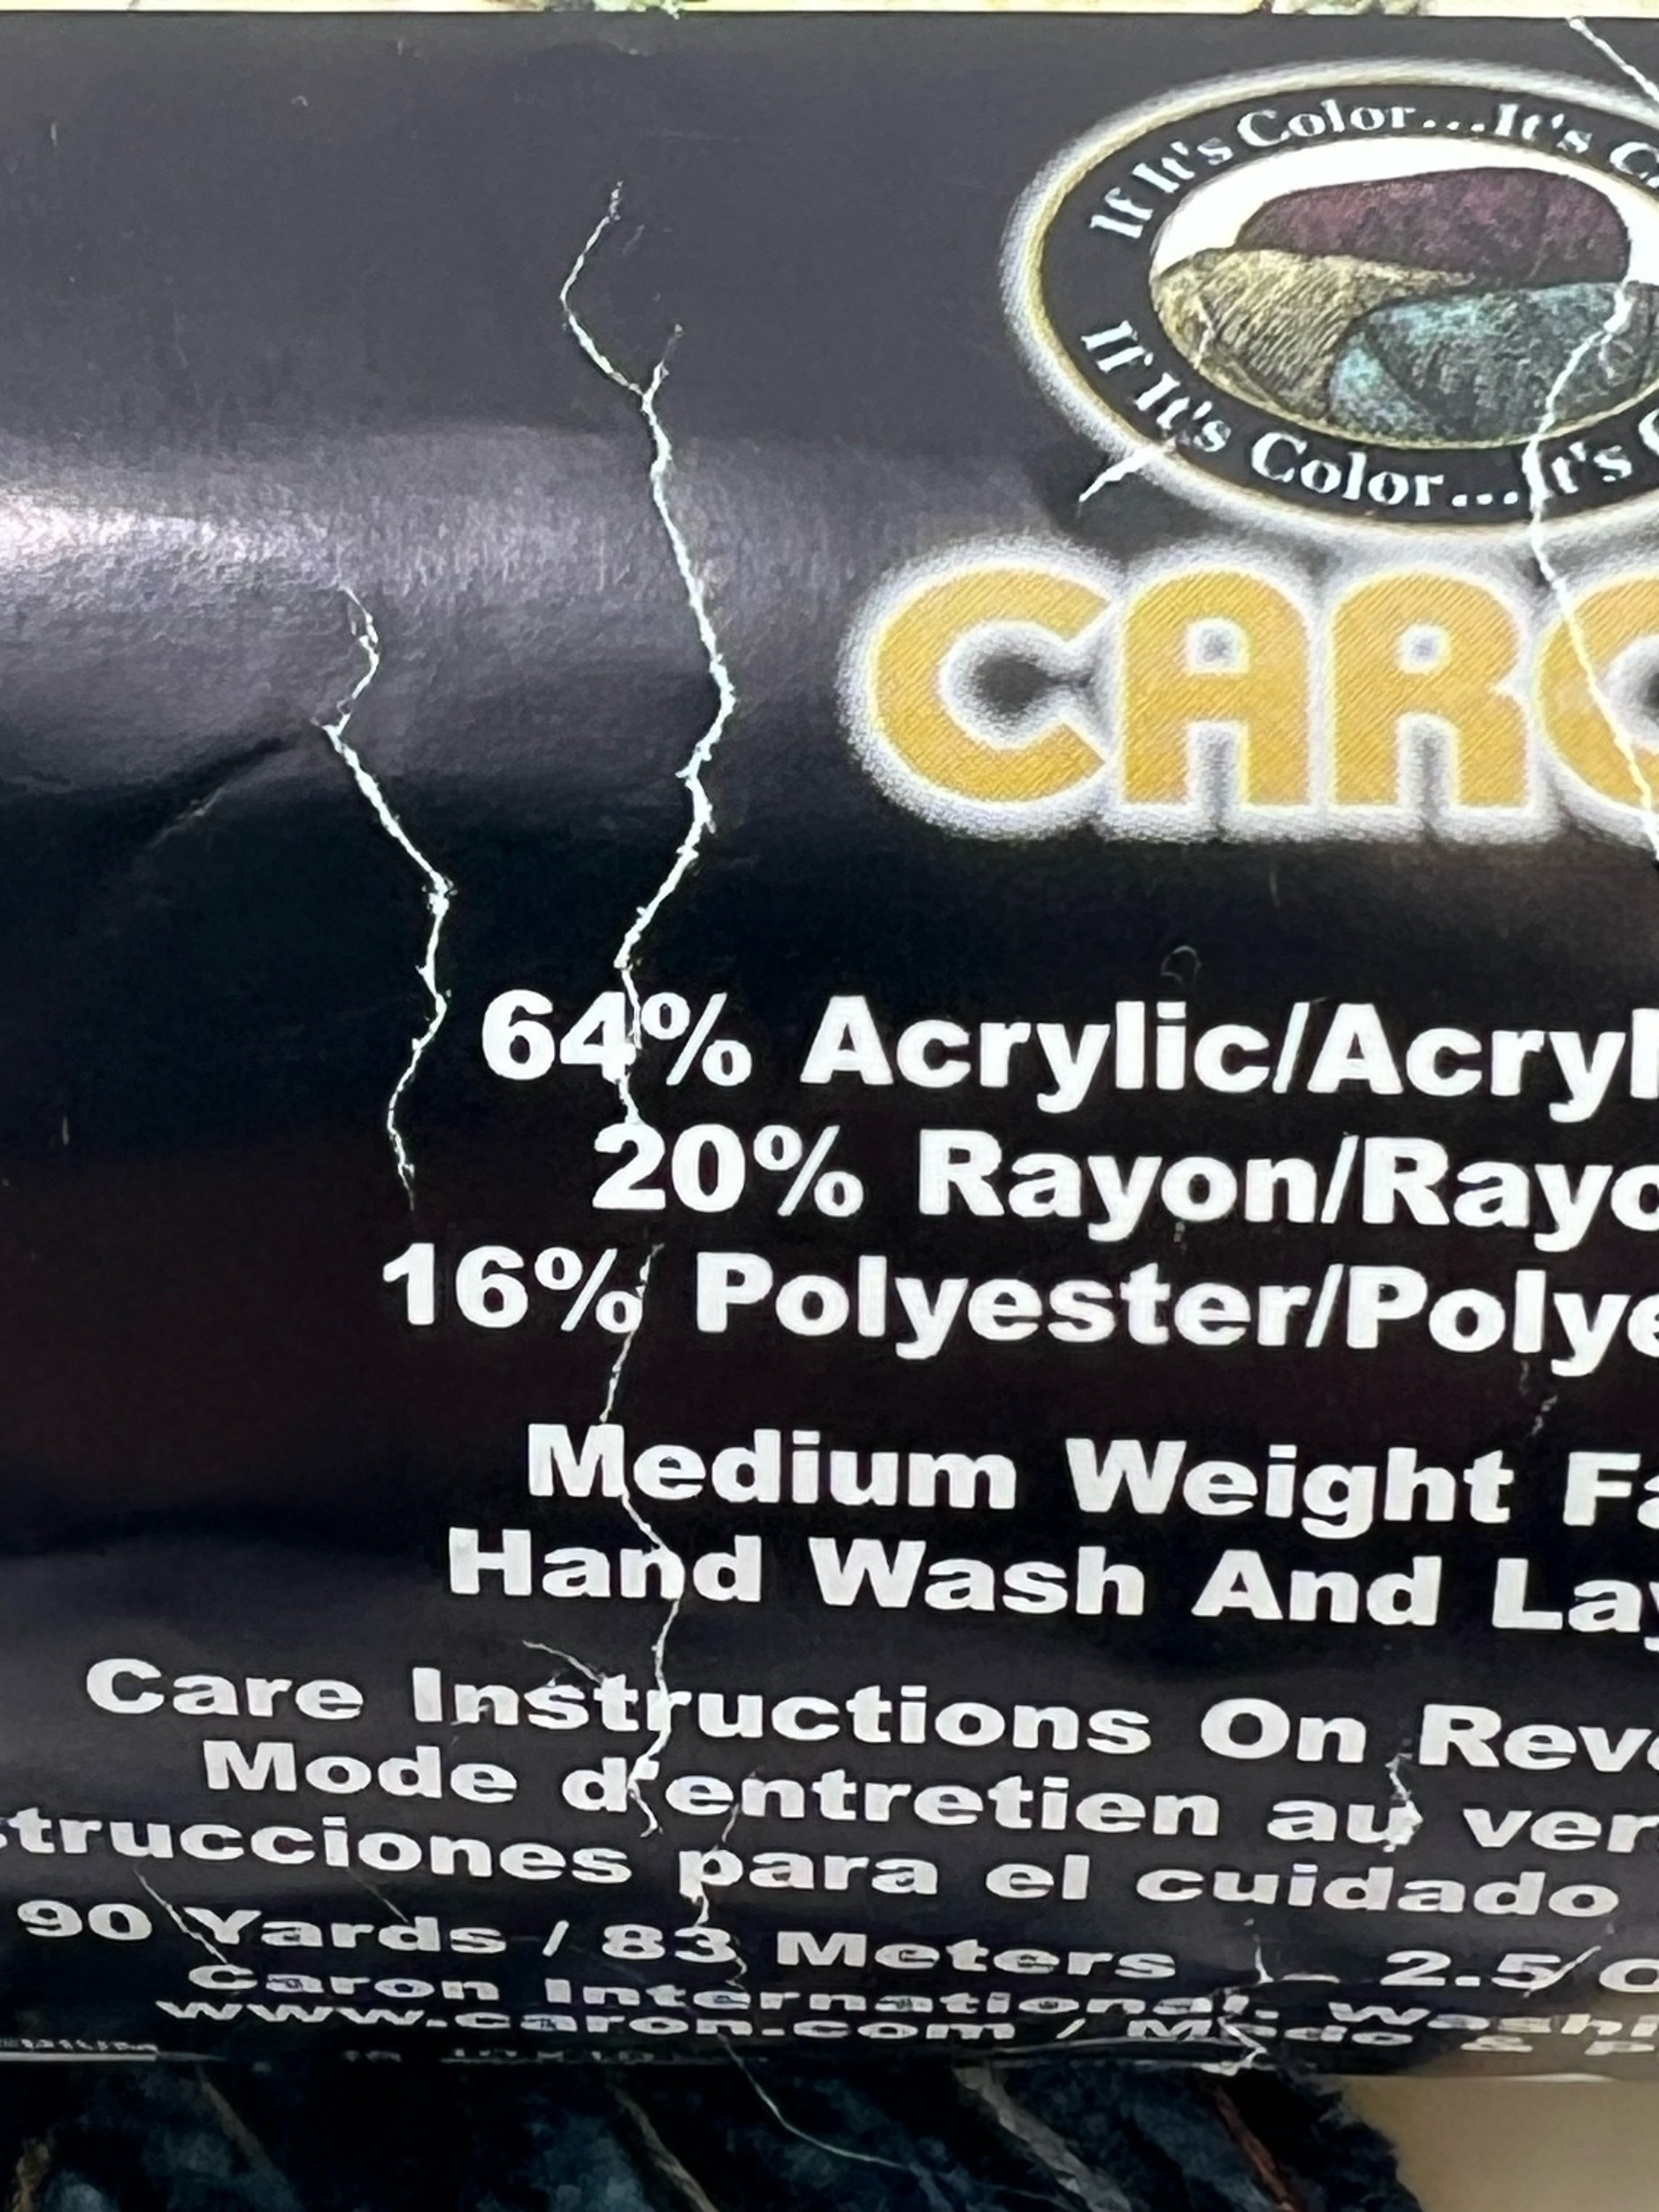 If It's Color...It's
If It's Color...It's
CARO
64% Acrylic/Acryl
20% Rayon/Rayo
16% Polyester/Polye
Medium Weight Fa
Hand Wash And Lay
Care Instructions On Reve
Mode d'entretien au ver
strucciones para el cuidado
90 Yards / 83 Meters – 2.5 O
Caron International, Washi
www.caron.com / Made &